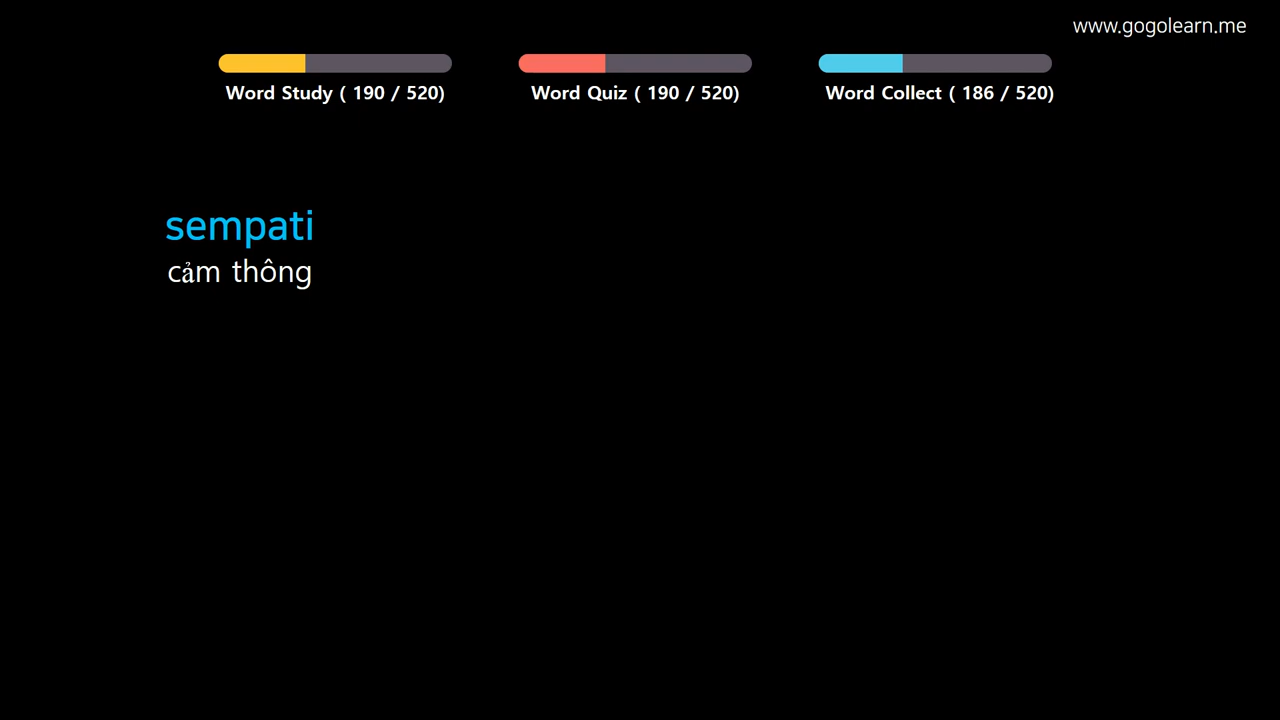 www.gogolearn.me
Word Study ( 190 / 520)
Word Quiz ( 190 / 520)
Word Collect ( 186 / 520)
sempati
cảm thông